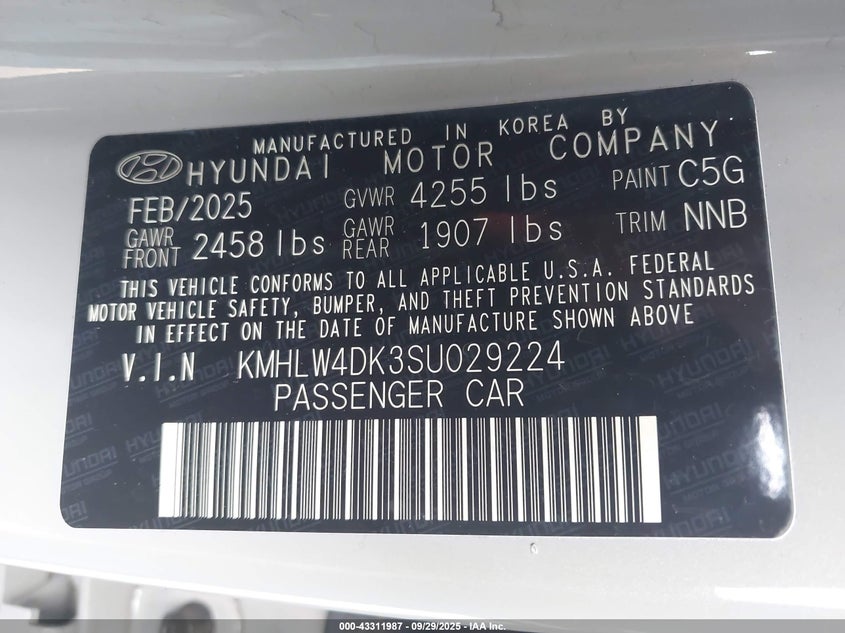 MANUFACTURED IN KOREA BY
HYUNDAI MOTOR COMPANY
FEB/2025 GVWR 4255 lbs PAINT C5G
GAWR FRONT 2458 lbs GAWR REAR 1907 lbs TRIM NNB
THIS VEHICLE CONFORMS TO ALL APPLICABLE U.S.A. FEDERAL
MOTOR VEHICLE SAFETY, BUMPER, AND THEFT PREVENTION STANDARDS
IN EFFECT ON THE DATE OF MANUFACTURE SHOWN ABOVE
V.I.N KMHLW4DK3SU029224
PASSENGER CAR
000-43311987 09/29/2025 - IAA Inc.